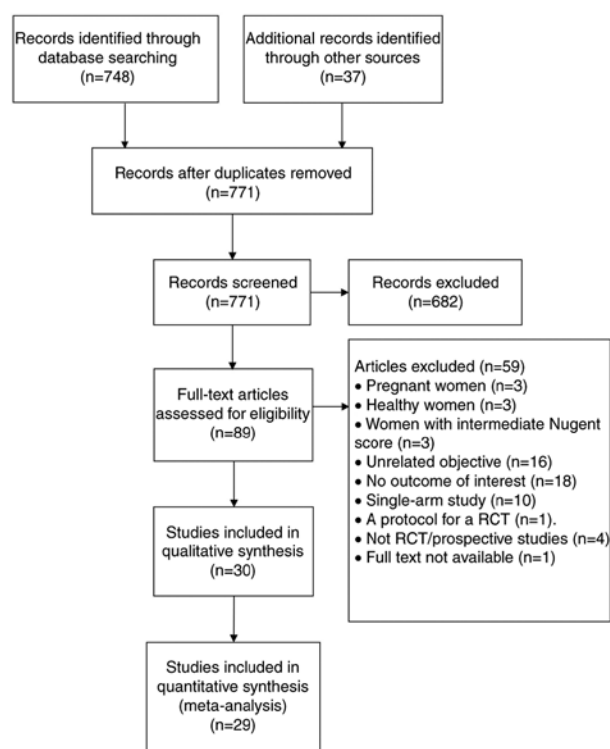 Records identified through
database searching
(n=748)
Additional records identified
through other sources
(n=37)
Records after duplicates removed
(n=771)
Records screened
(n=771)
Records excluded
(n=682)
Full-text articles
assessed for eligibility
(n=89)
Articles excluded (n=59)
• Pregnant women (n=3)
• Healthy women (n=3)
• Women with intermediate Nugent
score (n=3)
• Unrelated objective (n=16)
• No outcome of interest (n=18)
• Single-arm study (n=10)
• A protocol for a RCT (n=1).
• Not RCT/prospective studies (n=4)
• Full text not available (n=1)
Studies included in
qualitative synthesis
(n=30)
Studies included in
quantitative synthesis
(meta-analysis)
(n=29)